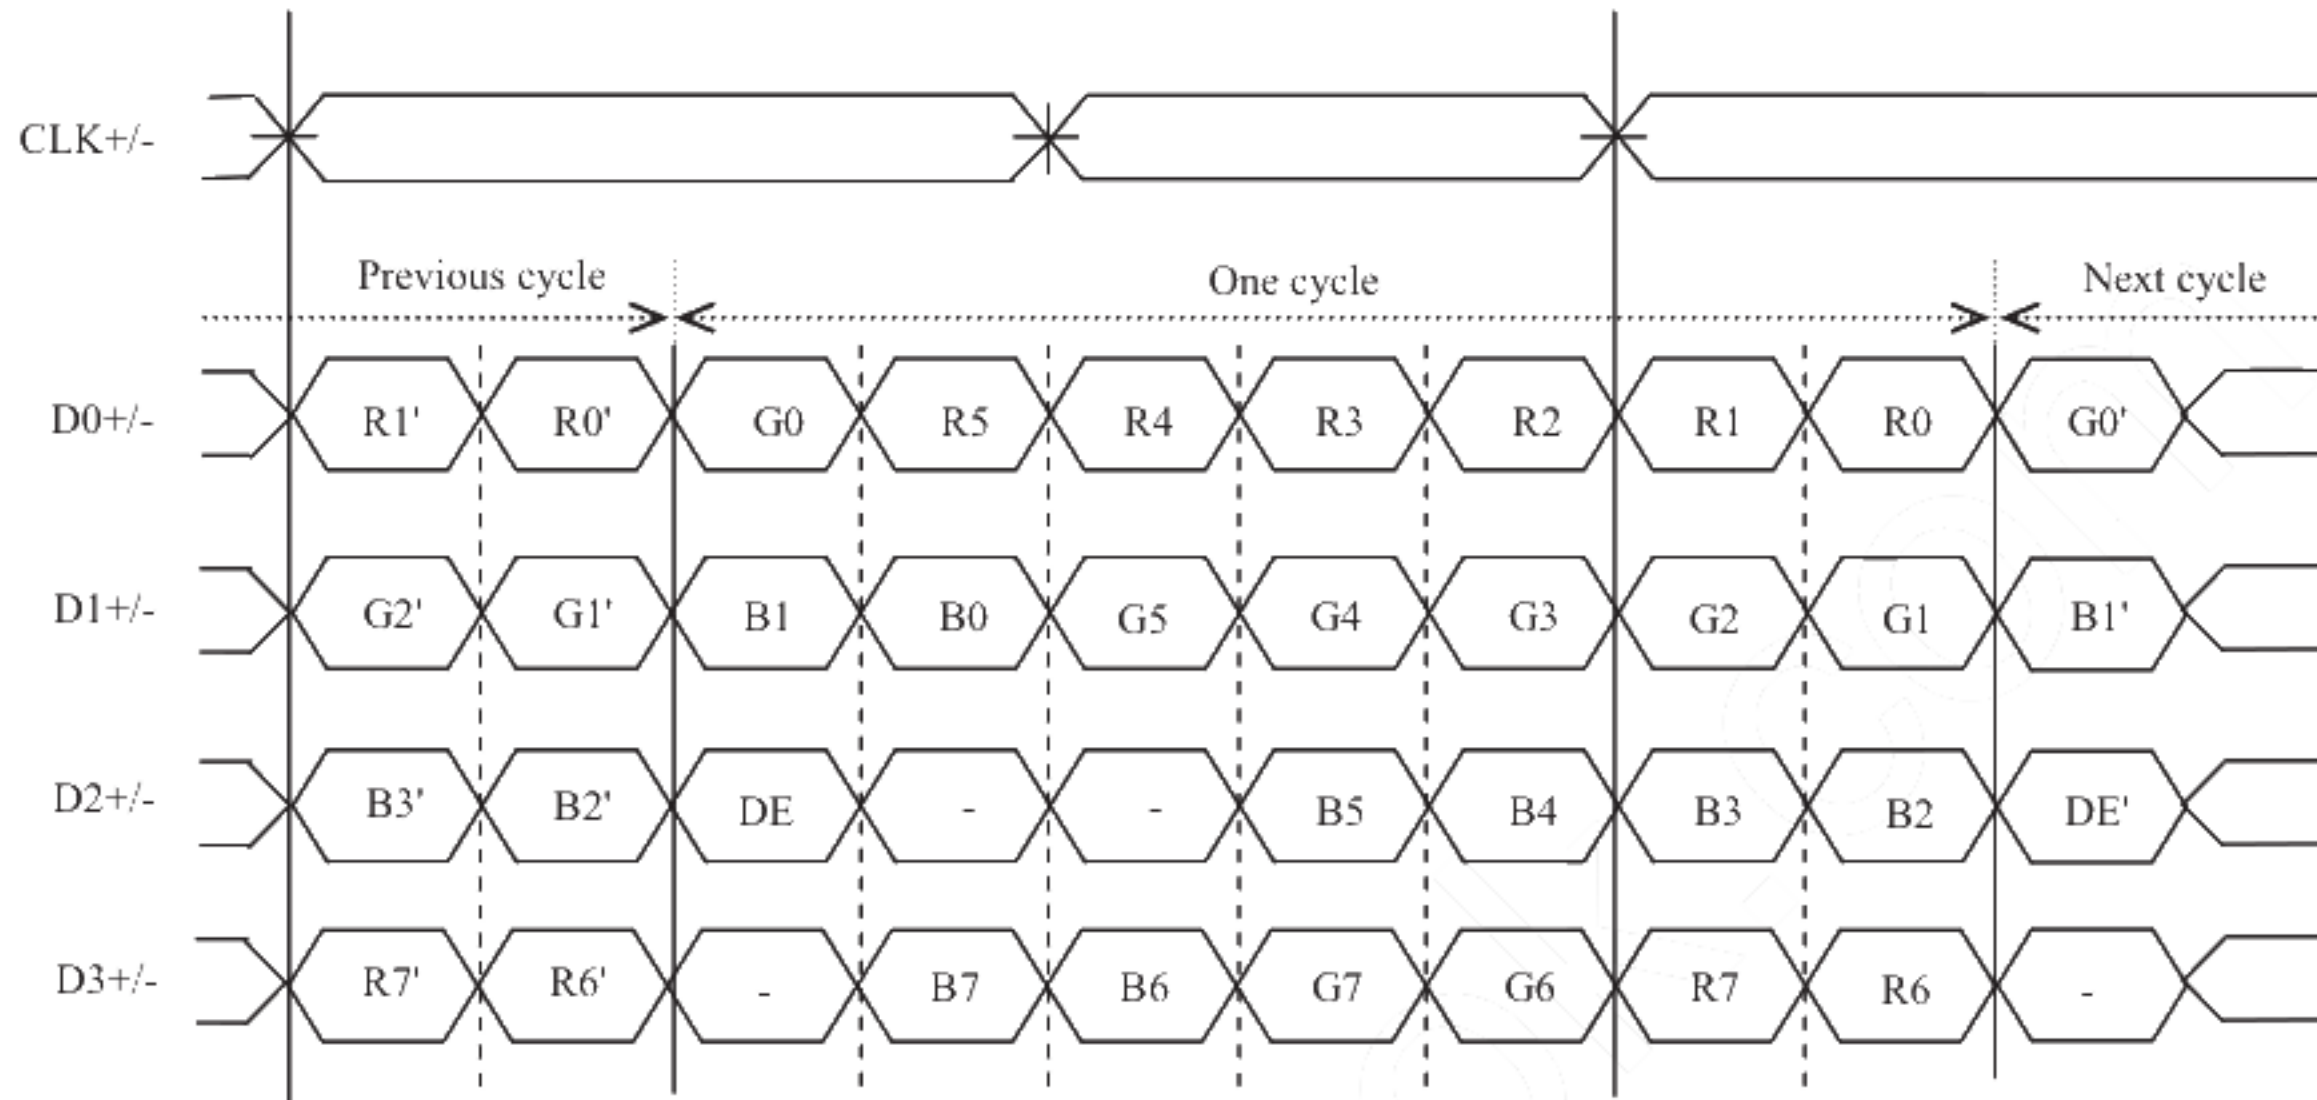 CLK+/-
Previous cycle One cycle Next cycle
D0+/- R1' R0' G0 R5 R4 R3 R2 R1 R0 G0'
D1+/- G2' G1' B1 B0 G5 G4 G3 G2 G1 B1'
D2+/- B3' B2' DE - - B5 B4 B3 B2 DE'
D3+/- R7' R6' - B7 B6 G7 G6 R7 R6 -